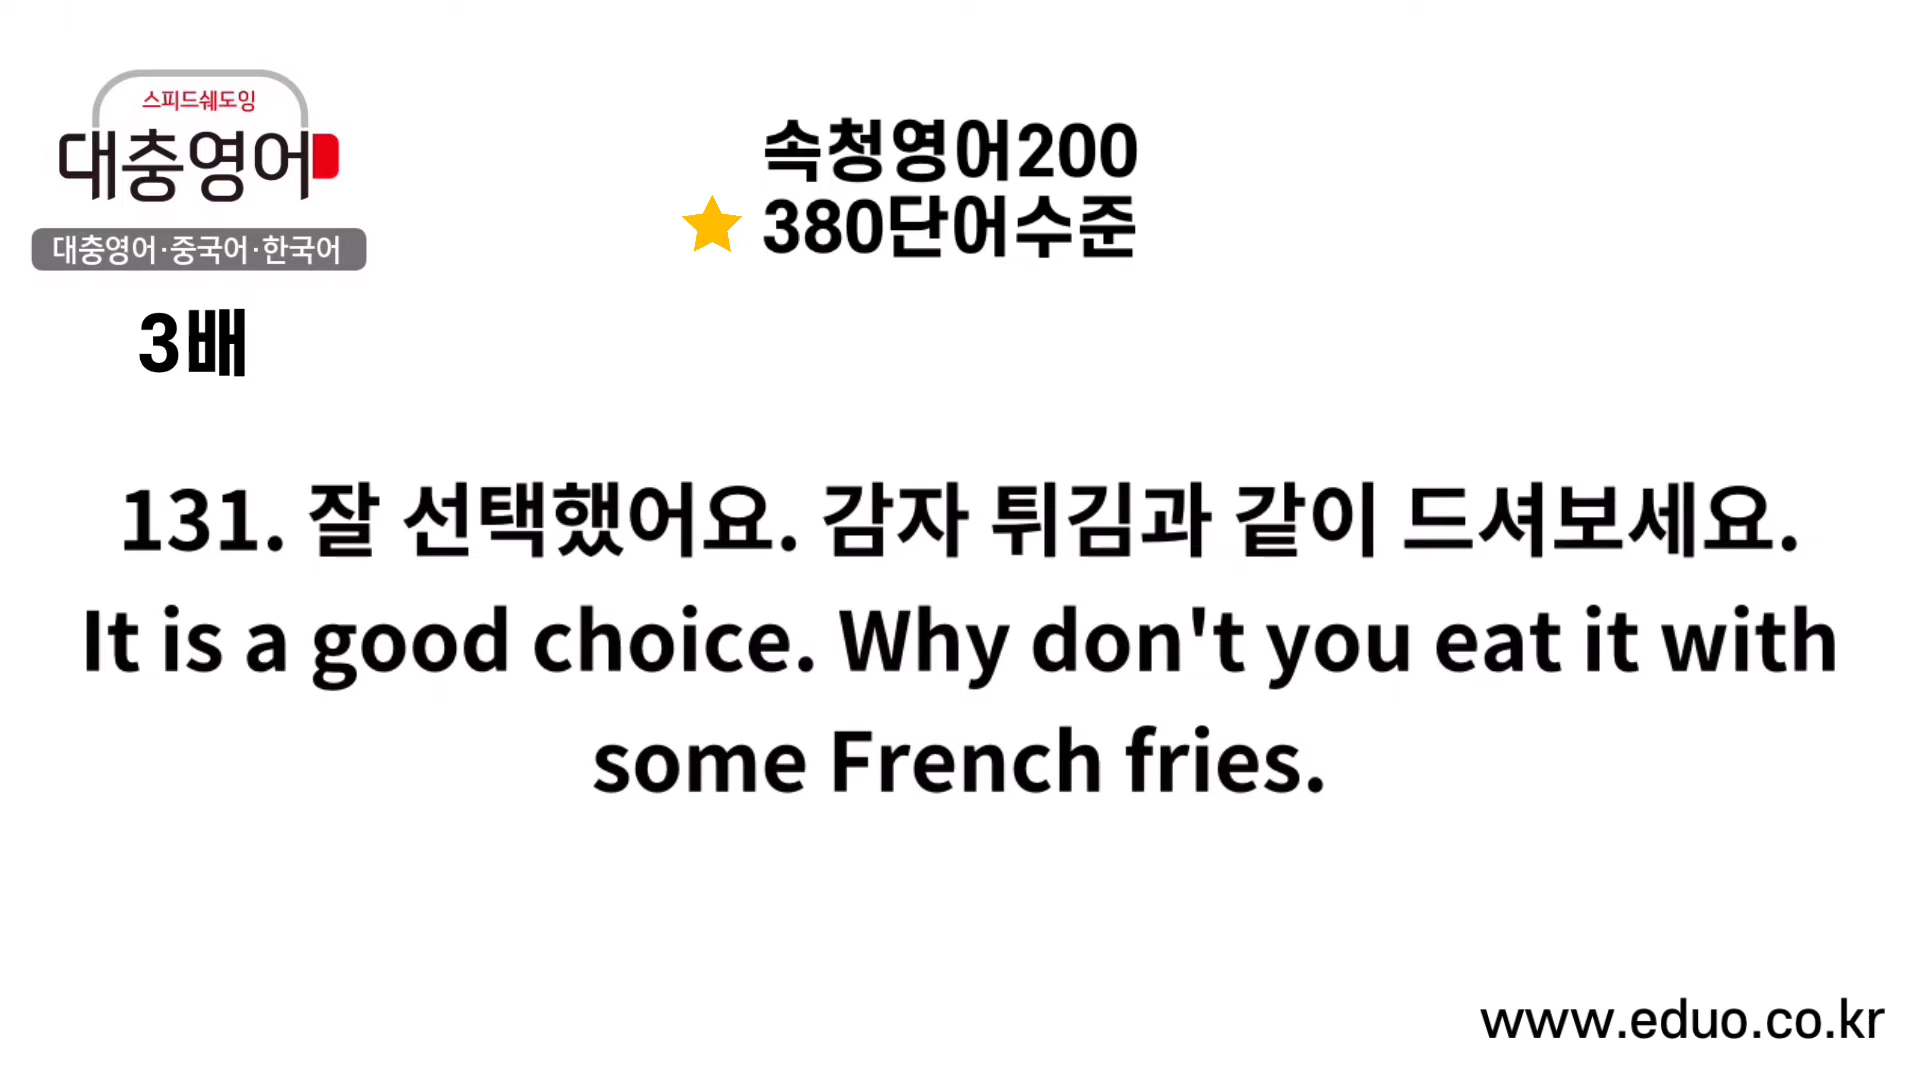 스피드쉐도잉
대충영어
대충영어·중국어·한국어
3배
속청영어200
380단어수준
131. 잘 선택했어요. 감자 튀김과 같이 드셔보세요.
It is a good choice. Why don't you eat it with
some French fries.
www.eduo.co.kr